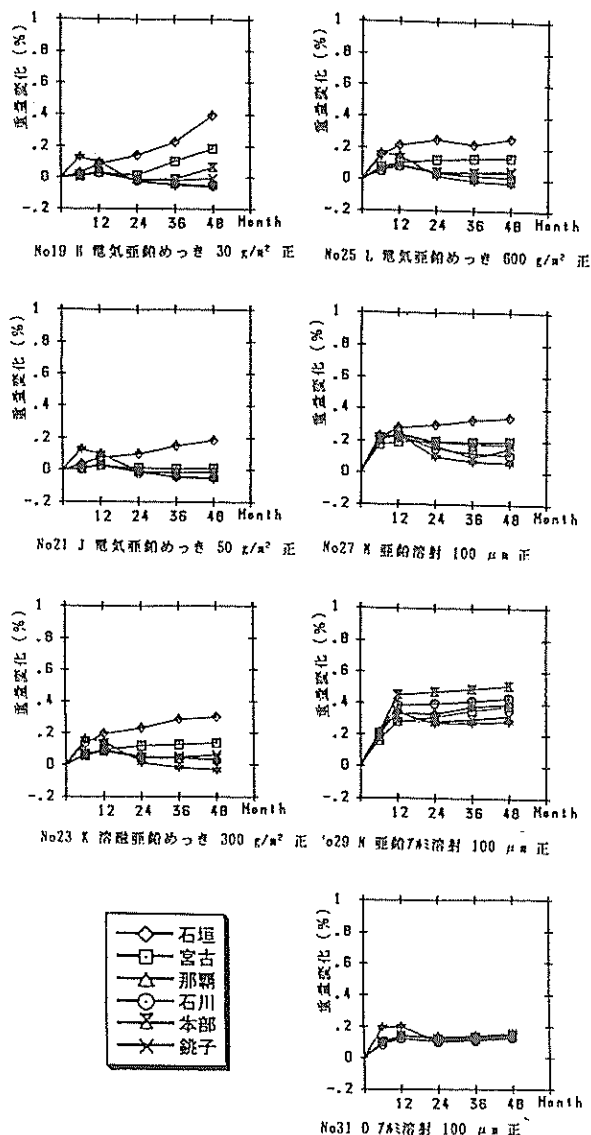 重量変化 (%)
1
.8
.6
.4
.2
0
-.2
12 24 36 48 Month
No19 H 電気亜鉛めっき 30 g/m² 正
重量変化 (%)
1
.8
.6
.4
.2
0
-.2
12 24 36 48 Month
No25 L 電気亜鉛めっき 600 g/m² 正
重量変化 (%)
1
.8
.6
.4
.2
0
-.2
12 24 36 48 Month
No21 J 電気亜鉛めっき 50 g/m² 正
重量変化 (%)
1
.8
.6
.4
.2
0
-.2
12 24 36 48 Month
No27 M 亜鉛溶射 100 μm 正
重量変化 (%)
1
.8
.6
.4
.2
0
-.2
12 24 36 48 Month
No23 K 溶融亜鉛めっき 300 g/m² 正
重量変化 (%)
1
.8
.6
.4
.2
0
-.2
12 24 36 48 Month
o29 N 亜鉛ｱﾙﾐ溶射 100 μm 正
石垣
宮古
那覇
石川
本部
銚子
重量変化 (%)
1
.8
.6
.4
.2
0
-.2
12 24 36 48 Month
No31 O ｱﾙﾐ溶射 100 μm 正